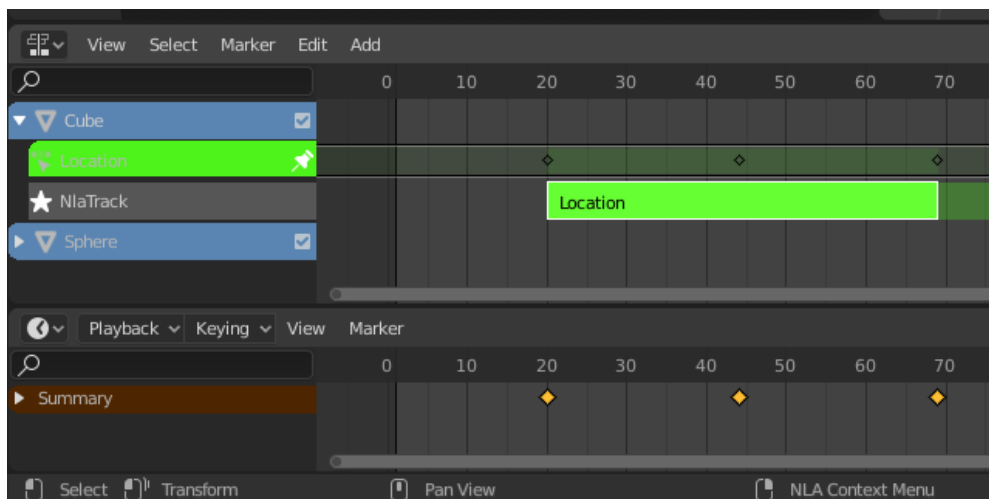 View Select Marker Edit Add
0 10 20 30 40 50 60 70
Cube
Location
NlaTrack Location
Sphere
Playback Keying View Marker
0 10 20 30 40 50 60 70
Summary
Select Transform Pan View NLA Context Menu